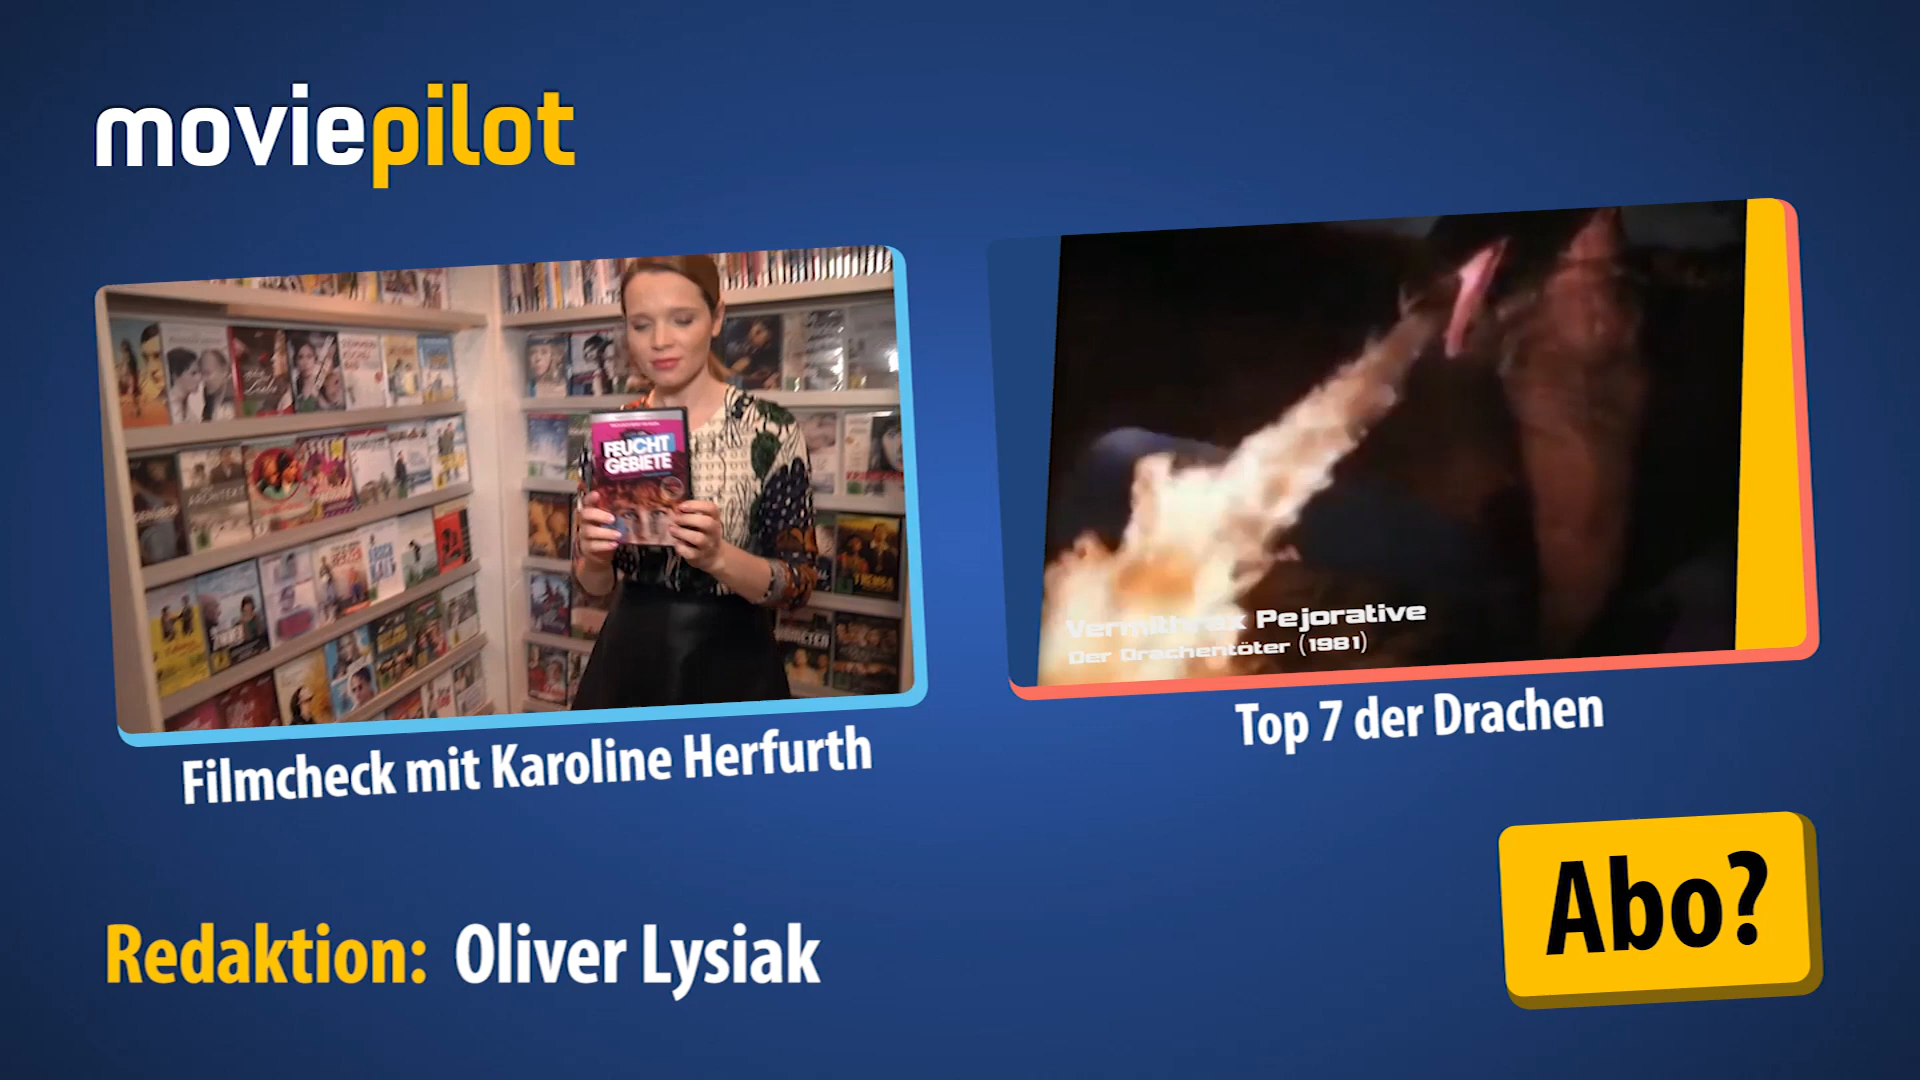 moviepilot
FEUCHT
GEBIETE
Vermithrax Pejorative
Der Drachentöter (1981)
Filmcheck mit Karoline Herfurth
Top 7 der Drachen
Abo?
Redaktion: Oliver Lysiak